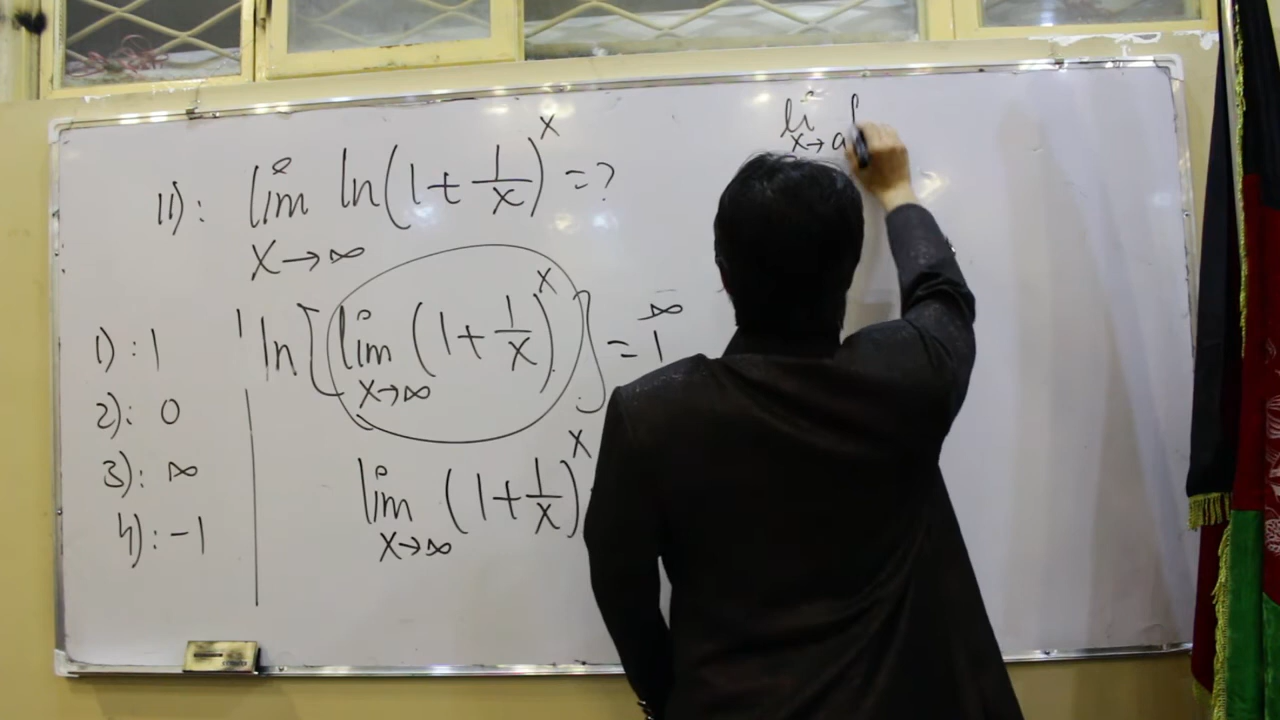 11): lim ln(1 + 1/x)^x = ?
x→∞
ln[lim (1 + 1/x)^x] = 1^∞
x→∞
1): 1
2): 0
3): ∞
4): -1
lim (1 + 1/x)^x
x→∞
li f
x→a